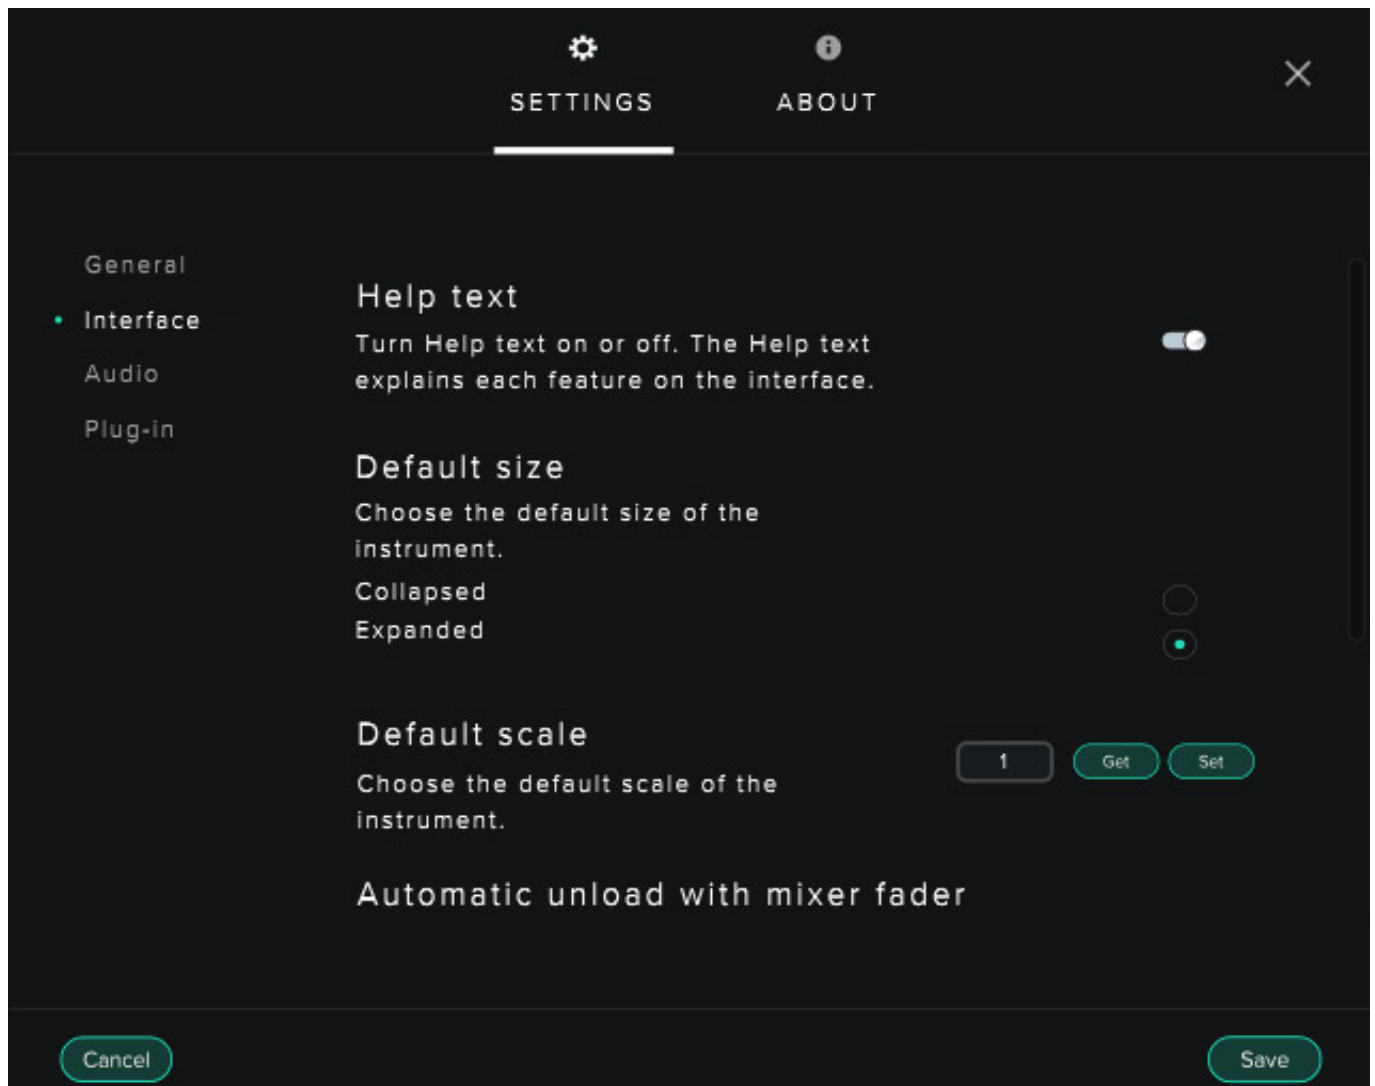 SETTINGS
ABOUT
General
Interface
Audio
Plug-in
Help text
Turn Help text on or off. The Help text
explains each feature on the interface.
Default size
Choose the default size of the
instrument.
Collapsed
Expanded
Default scale
1
Get
Set
Choose the default scale of the
instrument.
Automatic unload with mixer fader
Cancel
Save